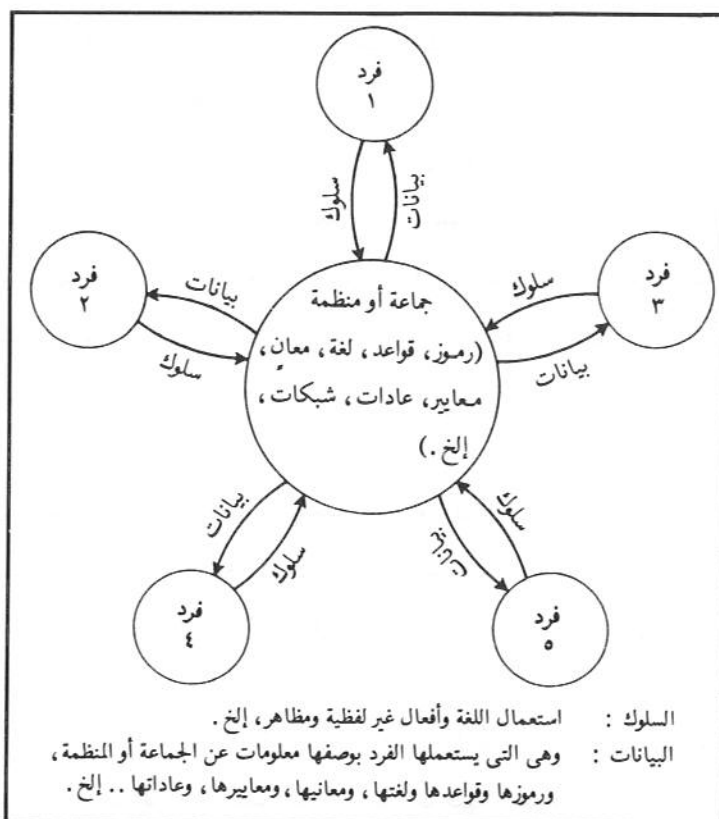 فرد
١
سلوك
بيانات
فرد
٢
بيانات
سلوك
فرد
٣
سلوك
بيانات
جماعة أو منظمة
(رموز، قواعد، لغة، معانٍ،
معايير، عادات، شبكات،
إلخ.)
بيانات
سلوك
فرد
٤
سلوك
بيانات
فرد
٥
السلوك : استعمال اللغة وأفعال غير لفظية ومظاهر، إلخ.
البيانات : وهى التى يستعملها الفرد بوصفها معلومات عن الجماعة أو المنظمة،
ورموزها وقواعدها ولغتها، ومعانيها، ومعاييرها، وعاداتها .. إلخ.